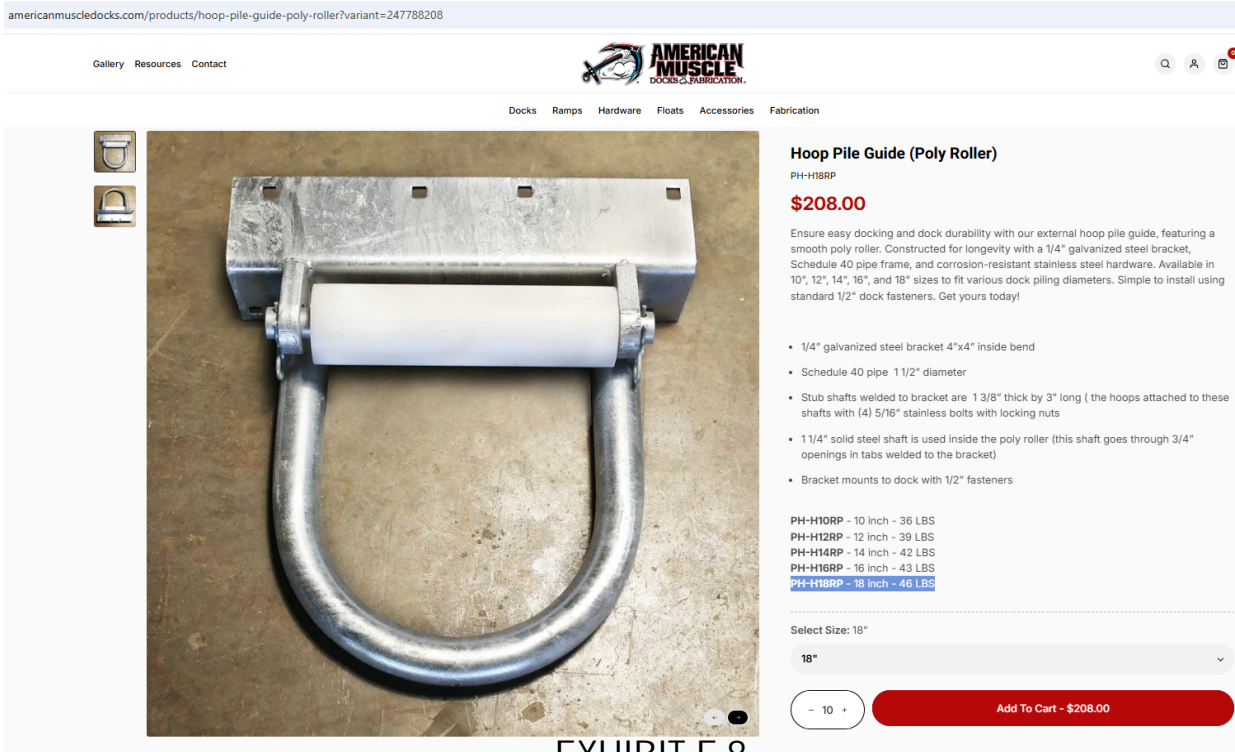 americanmuscledocks.com/products/hoop-pile-guide-poly-roller?variant=247788208
Gallery Resources Contact
AMERICAN
MUSCLE
DOCKS & FABRICATION.
0
Docks Ramps Hardware Floats Accessories Fabrication
Hoop Pile Guide (Poly Roller)
PH-H18RP
$208.00
Ensure easy docking and dock durability with our external hoop pile guide, featuring a
smooth poly roller. Constructed for longevity with a 1/4" galvanized steel bracket,
Schedule 40 pipe frame, and corrosion-resistant stainless steel hardware. Available in
10", 12", 14", 16", and 18" sizes to fit various dock piling diameters. Simple to install using
standard 1/2" dock fasteners. Get yours today!
• 1/4” galvanized steel bracket 4”x4” inside bend
• Schedule 40 pipe 1 1/2” diameter
• Stub shafts welded to bracket are 1 3/8” thick by 3” long ( the hoops attached to these
shafts with (4) 5/16” stainless bolts with locking nuts
• 1 1/4” solid steel shaft is used inside the poly roller (this shaft goes through 3/4”
openings in tabs welded to the bracket)
• Bracket mounts to dock with 1/2” fasteners
PH-H10RP - 10 inch - 36 LBS
PH-H12RP - 12 inch - 39 LBS
PH-H14RP - 14 inch - 42 LBS
PH-H16RP - 16 inch - 43 LBS
PH-H18RP - 18 inch - 46 LBS
Select Size: 18"
18"
− 10 +
Add To Cart - $208.00